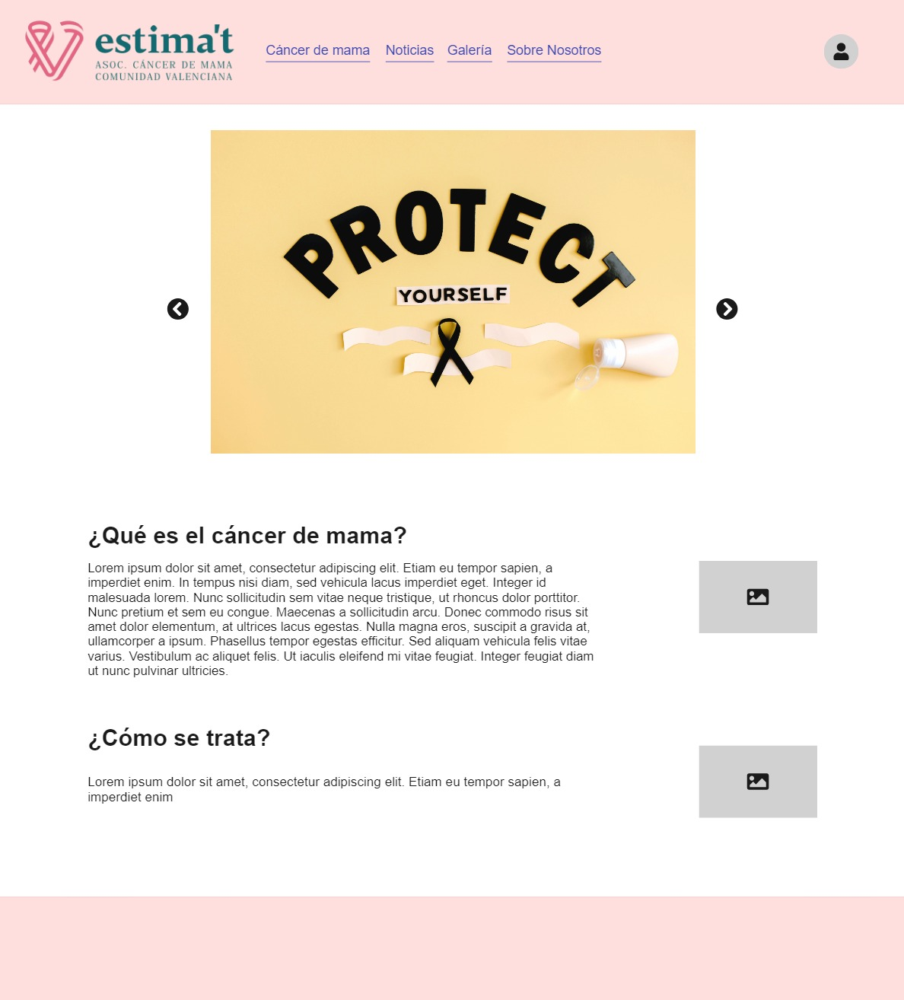 estima't
ASOC. CÁNCER DE MAMA
COMUNIDAD VALENCIANA
Cáncer de mama Noticias Galería Sobre Nosotros
PROTECT
YOURSELF
¿Qué es el cáncer de mama?
Lorem ipsum dolor sit amet, consectetur adipiscing elit. Etiam eu tempor sapien, a
imperdiet enim. In tempus nisi diam, sed vehicula lacus imperdiet eget. Integer id
malesuada lorem. Nunc sollicitudin sem vitae neque tristique, ut rhoncus dolor porttitor.
Nunc pretium et sem eu congue. Maecenas a sollicitudin arcu. Donec commodo risus sit
amet dolor elementum, at ultrices lacus egestas. Nulla magna eros, suscipit a gravida at,
ullamcorper a ipsum. Phasellus tempor egestas efficitur. Sed aliquam vehicula felis vitae
varius. Vestibulum ac aliquet felis. Ut iaculis eleifend mi vitae feugiat. Integer feugiat diam
ut nunc pulvinar ultricies.
¿Cómo se trata?
Lorem ipsum dolor sit amet, consectetur adipiscing elit. Etiam eu tempor sapien, a
imperdiet enim